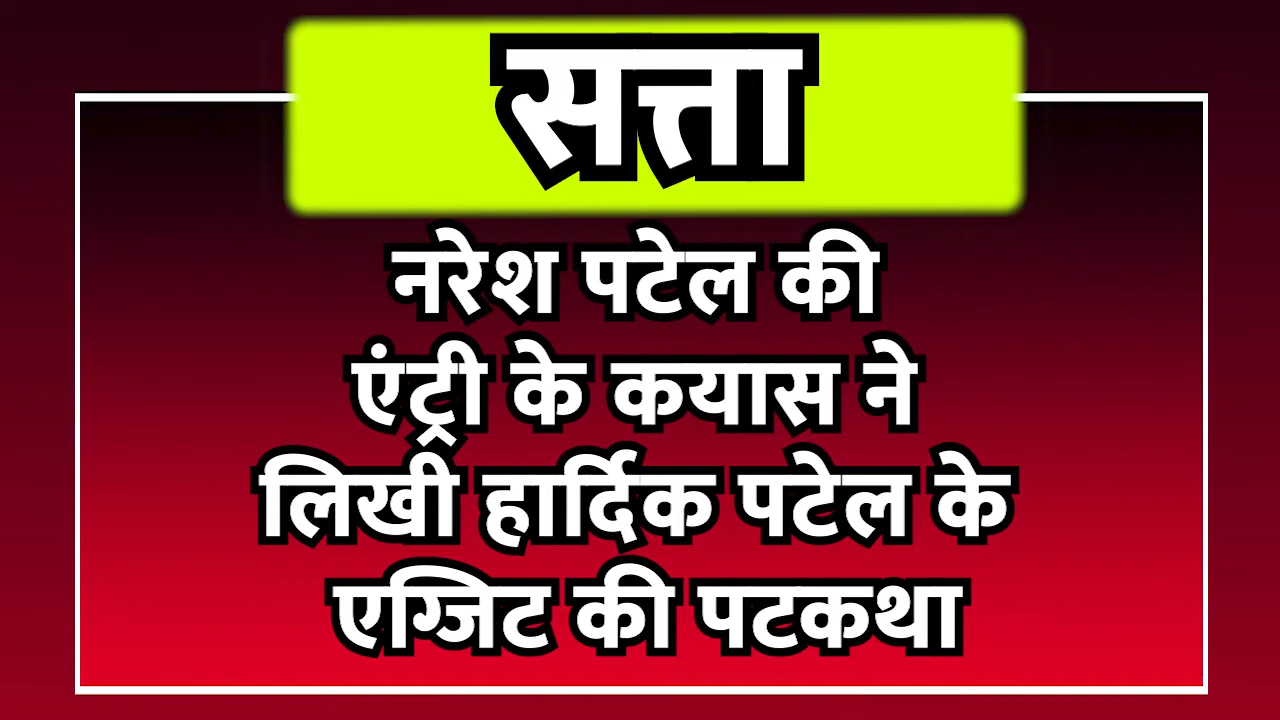 सत्ता
नरेश पटेल की
एंट्री के कयास ने
लिखी हार्दिक पटेल के
एग्जिट की पटकथा